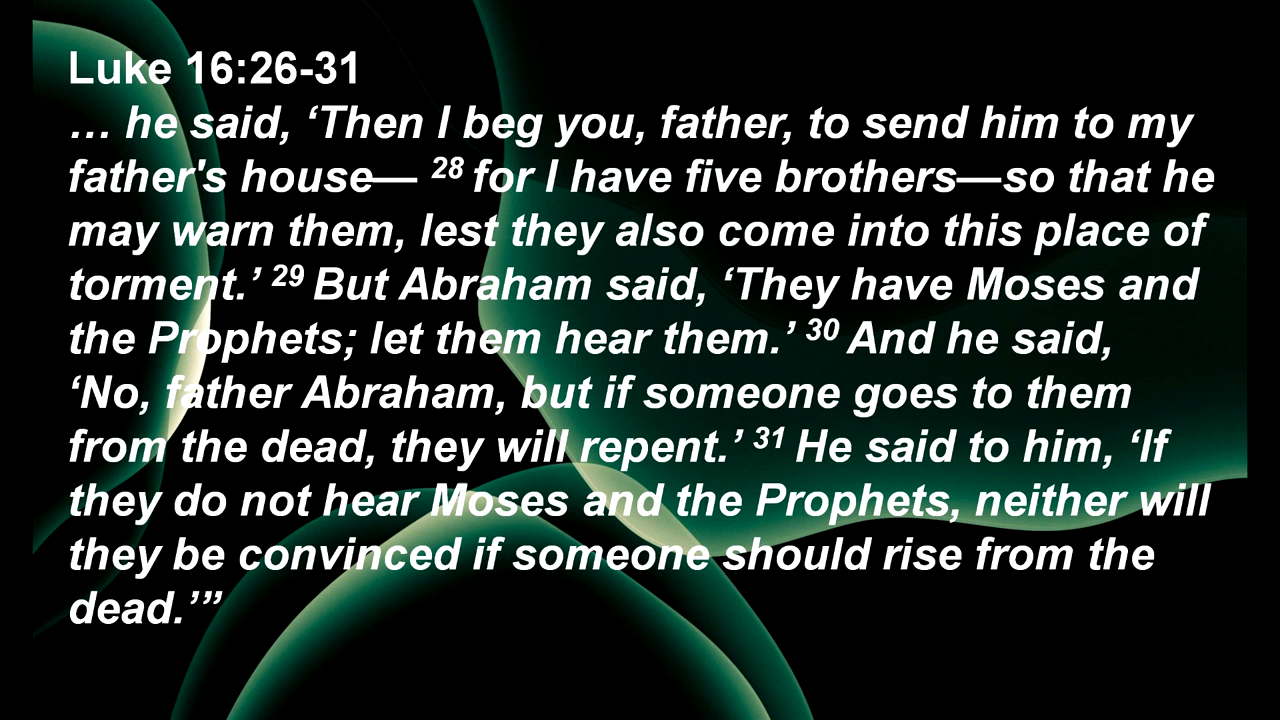 Luke 16:26-31
… he said, ‘Then I beg you, father, to send him to my
father's house— 28 for I have five brothers—so that he
may warn them, lest they also come into this place of
torment.’ 29 But Abraham said, ‘They have Moses and
the Prophets; let them hear them.’ 30 And he said,
‘No, father Abraham, but if someone goes to them
from the dead, they will repent.’ 31 He said to him, ‘If
they do not hear Moses and the Prophets, neither will
they be convinced if someone should rise from the
dead.’”